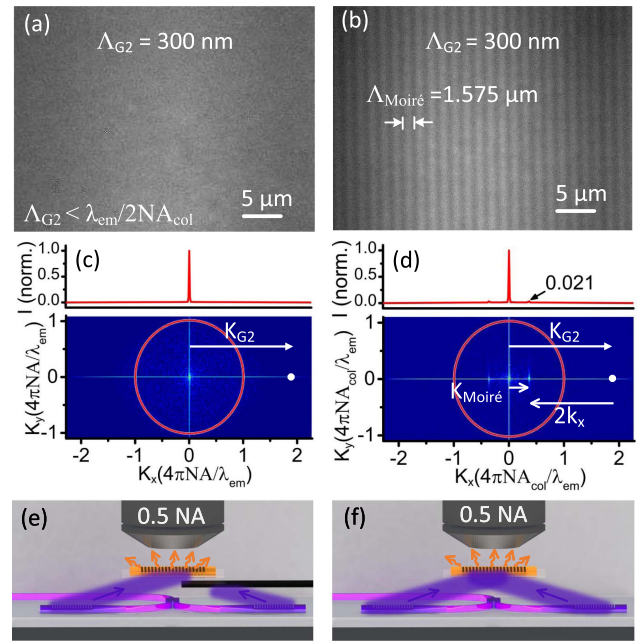 (a)
Λ_G2 = 300 nm
5 μm
Λ_G2 < λ_em/2NA_col
(b)
Λ_G2 = 300 nm
Λ_Moiré =1.575 μm
5 μm
(c)
I (norm.)
1.0
0.5
0.0
K_y(4πNA/λ_em)
1
0
-1
K_G2
-2 -1 0 1 2
K_x(4πNA/λ_em)
(d)
I (norm.)
1.0
0.5
0.0
0.021
K_y(4πNA_col/λ_em)
1
0
-1
K_G2
K_Moiré
2k_x
-2 -1 0 1 2
K_x(4πNA_col/λ_em)
(e)
0.5 NA
(f)
0.5 NA